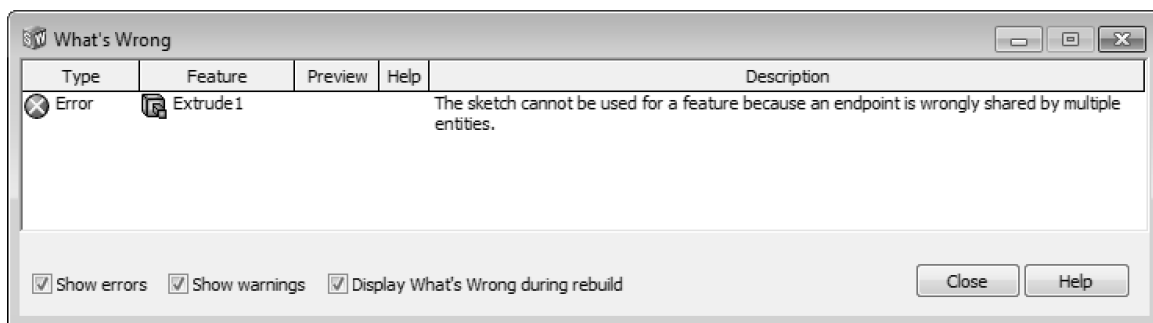 What's Wrong
Type Feature Preview Help Description
Error Extrude1 The sketch cannot be used for a feature because an endpoint is wrongly shared by multiple
entities.
Show errors Show warnings Display What's Wrong during rebuild Close Help